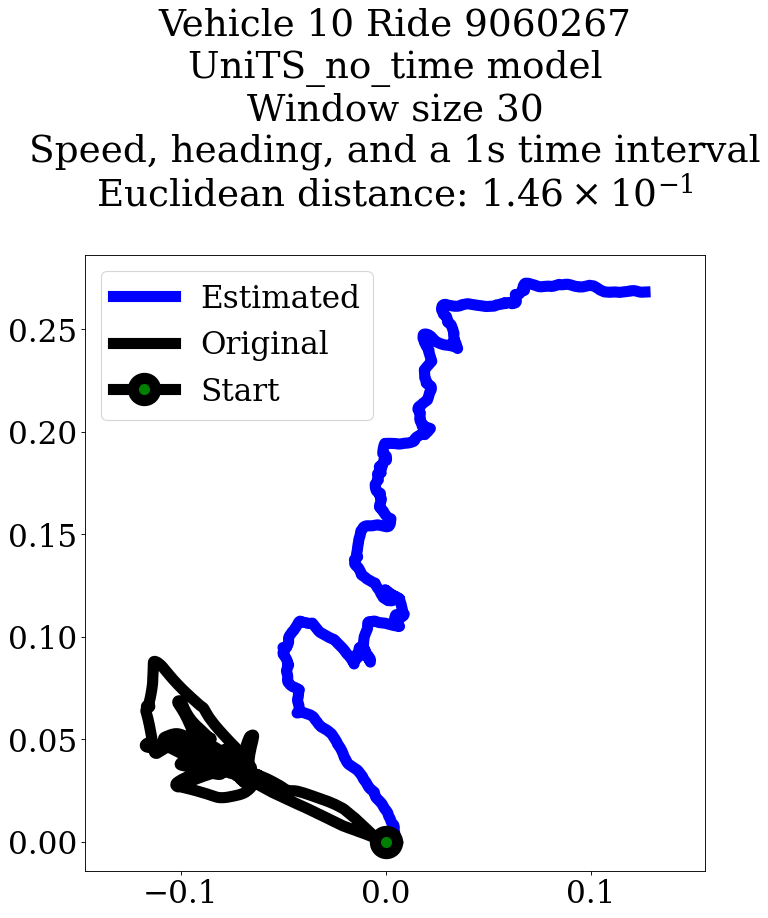 Vehicle 10 Ride 9060267
UniTS_no_time model
Window size 30
Speed, heading, and a 1s time interval
Euclidean distance: 1.46 × 10⁻¹
Estimated
Original
Start
0.25
0.20
0.15
0.10
0.05
0.00
−0.1 0.0 0.1